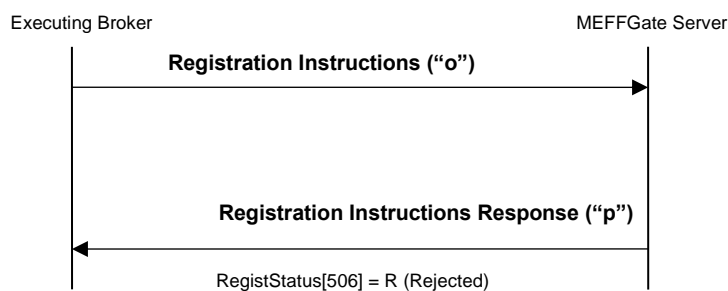 Executing Broker
MEFFGate Server
Registration Instructions (“o”)
Registration Instructions Response (“p”)
RegistStatus[506] = R (Rejected)